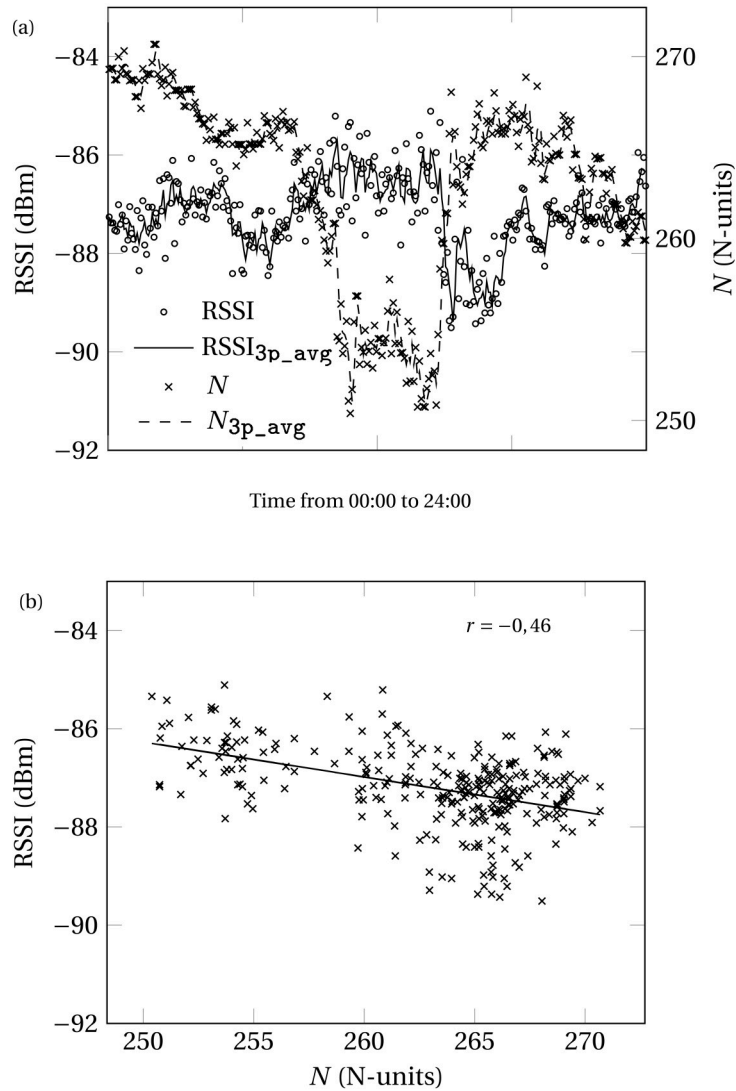 (a)
−84
−86
−88
−90
−92
RSSI (dBm)
270
260
250
N (N-units)
RSSI
RSSI3p_avg
N
N3p_avg
Time from 00:00 to 24:00
(b)
r = −0, 46
−84
−86
−88
−90
−92
RSSI (dBm)
250 255 260 265 270
N (N-units)